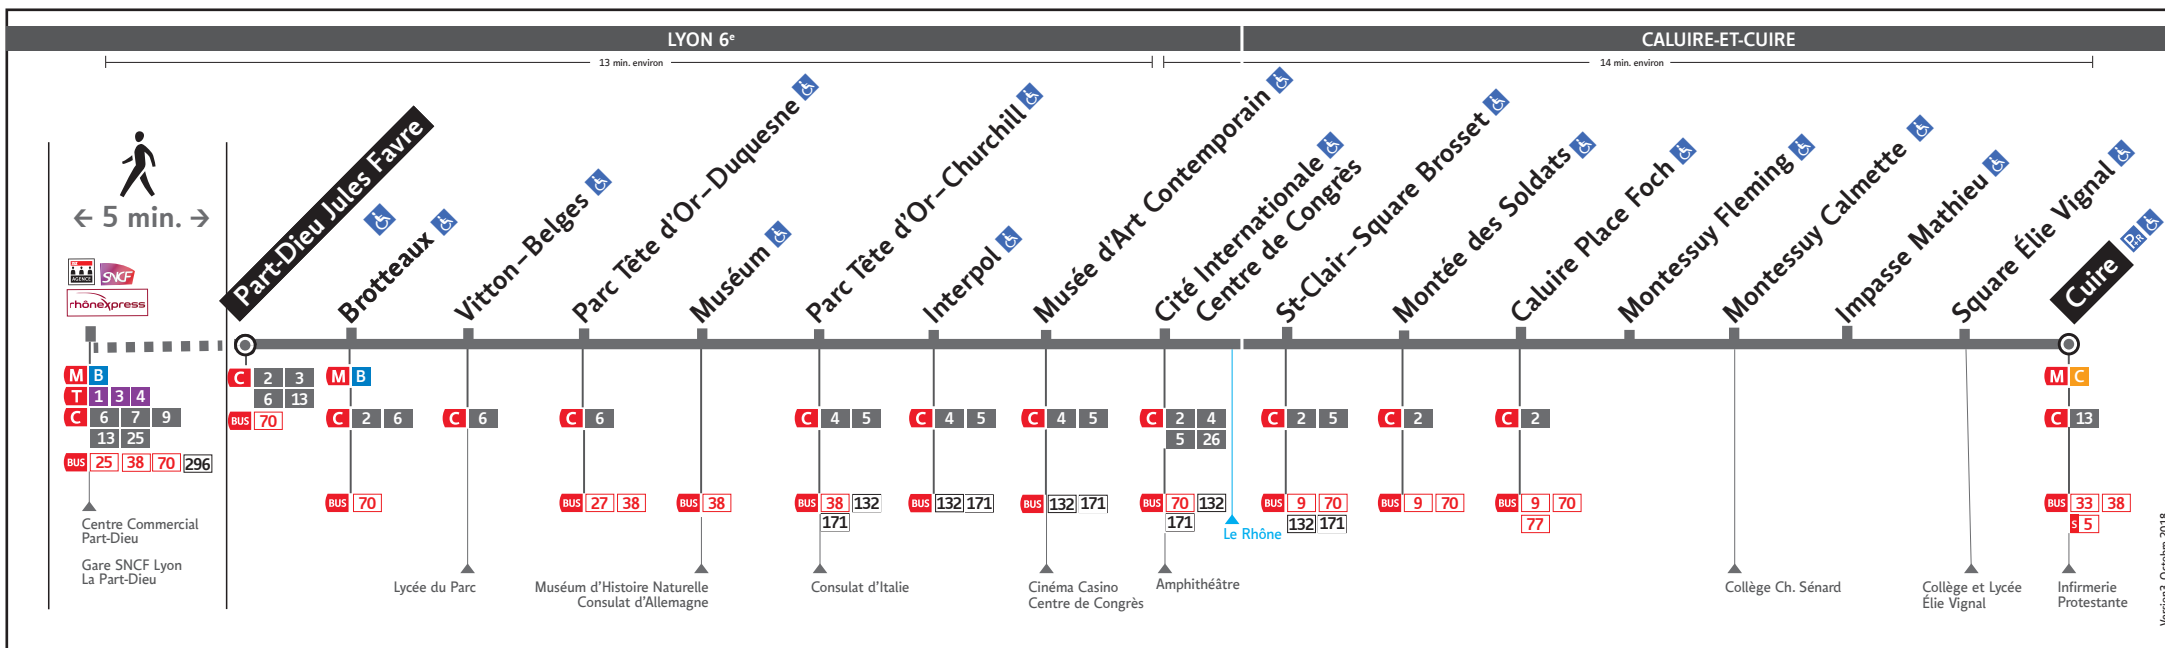 LYON 6e
CALUIRE-ET-CUIRE
13 min. environ
14 min. environ
← 5 min. →
AGENCE
SNCF
rhônexpress
Part-Dieu Jules Favre
Brotteaux
Vitton–Belges
Parc Tête d'Or–Duquesne
Muséum
Parc Tête d'Or–Churchill
Interpol
Musée d'Art Contemporain
Cité Internationale
Centre de Congrès
St-Clair–Square Brosset
Montée des Soldats
Caluire Place Foch
Montessuy Fleming
Montessuy Calmette
Impasse Mathieu
Square Élie Vignal
Cuire
P+R
M B
T 1 3 4
C 6 7 9
13 25
BUS 25 38 70 296
Centre Commercial
Part-Dieu
Gare SNCF Lyon
La Part-Dieu
C 2 3
6 13
BUS 70
M B
C 2 6
BUS 70
C 6
Lycée du Parc
C 6
BUS 27 38
BUS 38
Muséum d'Histoire Naturelle
Consulat d'Allemagne
C 4 5
BUS 38 132
171
Consulat d'Italie
C 4 5
BUS 132 171
C 4 5
BUS 132 171
Cinéma Casino
Centre de Congrès
C 2 4
5 26
BUS 70 132
171
Amphithéâtre
Le Rhône
C 2 5
BUS 9 70
132 171
C 2
BUS 9 70
C 2
BUS 9 70
77
Collège Ch. Sénard
Collège et Lycée
Élie Vignal
M C
C 13
BUS 33 38
S 5
Infirmerie
Protestante
Version3_Octobre 2018